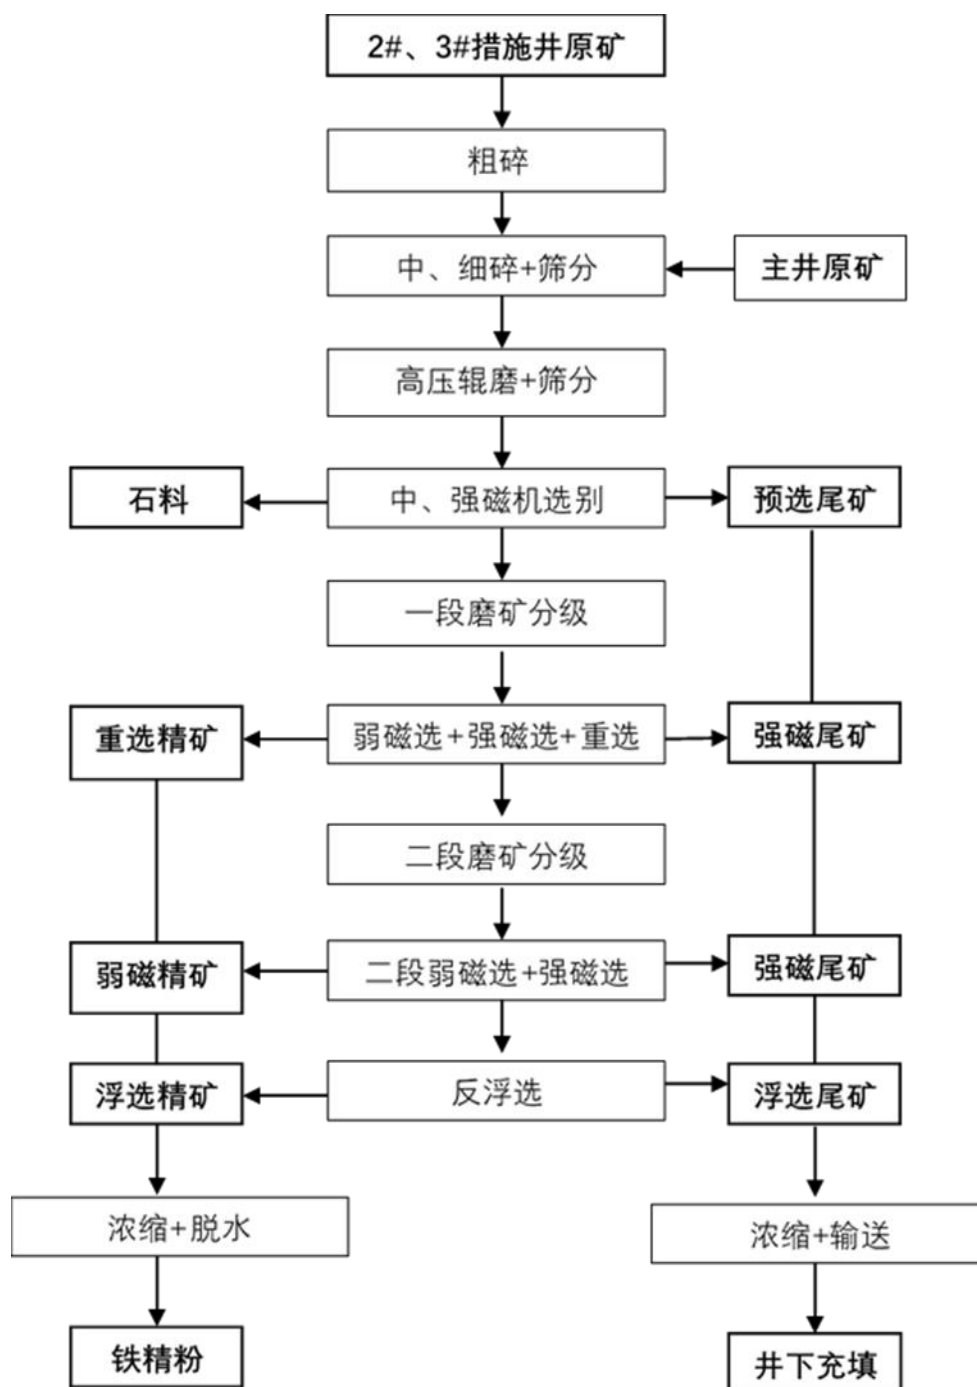 2#、3#措施井原矿
粗碎
中、细碎+筛分
主井原矿
高压辊磨+筛分
石料
中、强磁机选别
预选尾矿
一段磨矿分级
重选精矿
弱磁选+强磁选+重选
强磁尾矿
二段磨矿分级
弱磁精矿
二段弱磁选+强磁选
强磁尾矿
浮选精矿
反浮选
浮选尾矿
浓缩+脱水
浓缩+输送
铁精粉
井下充填